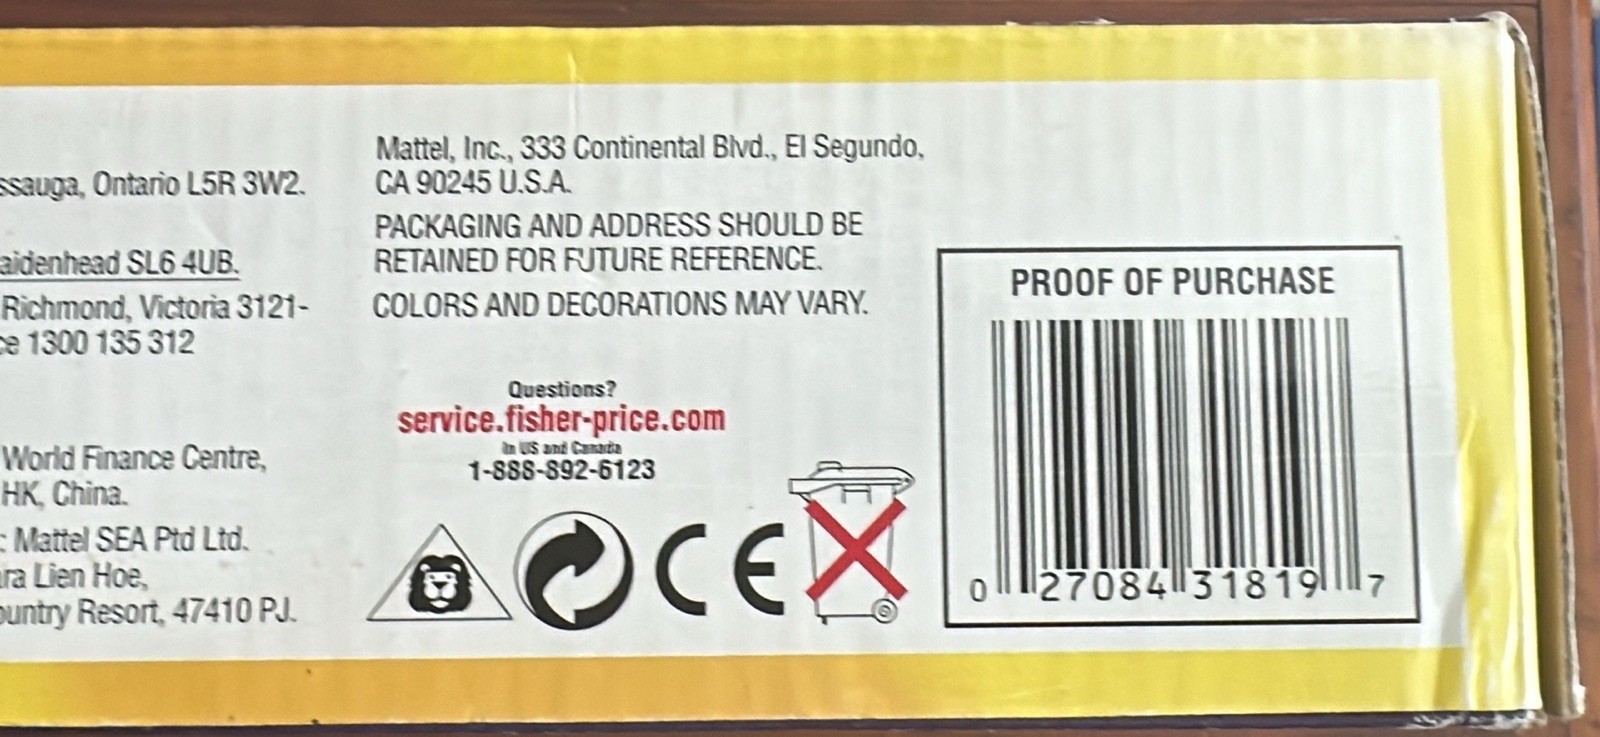 ssauga, Ontario L5R 3W2.
aidenhead SL6 4UB.
Richmond, Victoria 3121-
ce 1300 135 312
World Finance Centre,
HK, China.
: Mattel SEA Ptd Ltd.
ara Lien Hoe,
ountry Resort, 47410 PJ.
Mattel, Inc., 333 Continental Blvd., El Segundo,
CA 90245 U.S.A.
PACKAGING AND ADDRESS SHOULD BE
RETAINED FOR FUTURE REFERENCE.
COLORS AND DECORATIONS MAY VARY.
Questions?
service.fisher-price.com
In US and Canada
1-888-892-6123
CE
PROOF OF PURCHASE
0 27084 31819 7